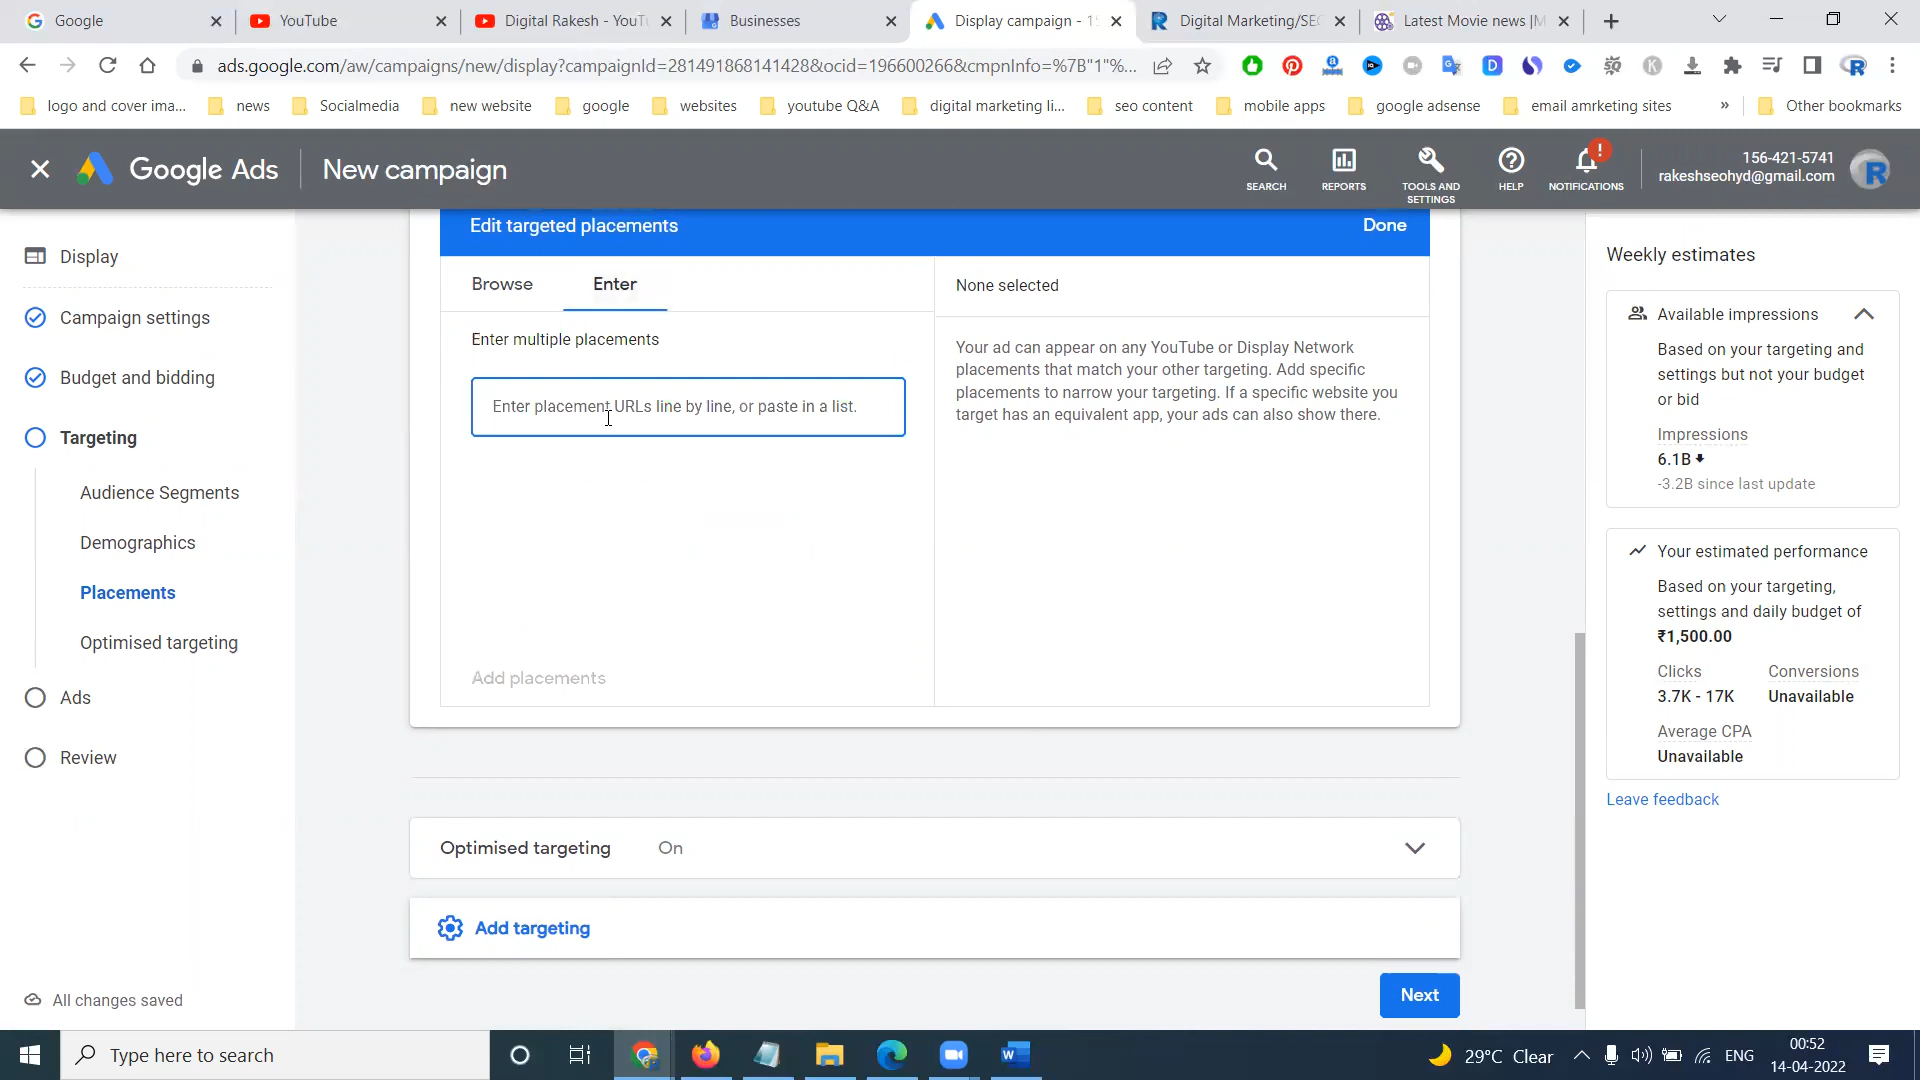 Google
YouTube
Digital Rakesh - YouTu
Businesses
Display campaign - 15
Digital Marketing/SEO
Latest Movie news |M
ads.google.com/aw/campaigns/new/display?campaignId=281491868141428&ocid=196600266&cmpnInfo=%7B"1"%...
logo and cover ima...
news
Socialmedia
new website
google
websites
youtube Q&A
digital marketing li...
seo content
mobile apps
google adsense
email amrketing sites
»
Other bookmarks
Google Ads
New campaign
SEARCH
REPORTS
TOOLS AND
SETTINGS
HELP
NOTIFICATIONS
156-421-5741
rakeshseohyd@gmail.com
Display
Campaign settings
Budget and bidding
Targeting
Audience Segments
Demographics
Placements
Optimised targeting
Ads
Review
All changes saved
Edit targeted placements
Done
Browse
Enter
None selected
Enter multiple placements
Enter placement URLs line by line, or paste in a list.
Your ad can appear on any YouTube or Display Network
placements that match your other targeting. Add specific
placements to narrow your targeting. If a specific website you
target has an equivalent app, your ads can also show there.
Add placements
Optimised targeting
On
Add targeting
Next
Weekly estimates
Available impressions
Based on your targeting and
settings but not your budget
or bid
Impressions
6.1B
-3.2B since last update
Your estimated performance
Based on your targeting,
settings and daily budget of
₹1,500.00
Clicks
Conversions
3.7K - 17K
Unavailable
Average CPA
Unavailable
Leave feedback
Type here to search
29°C Clear
ENG
00:52
14-04-2022